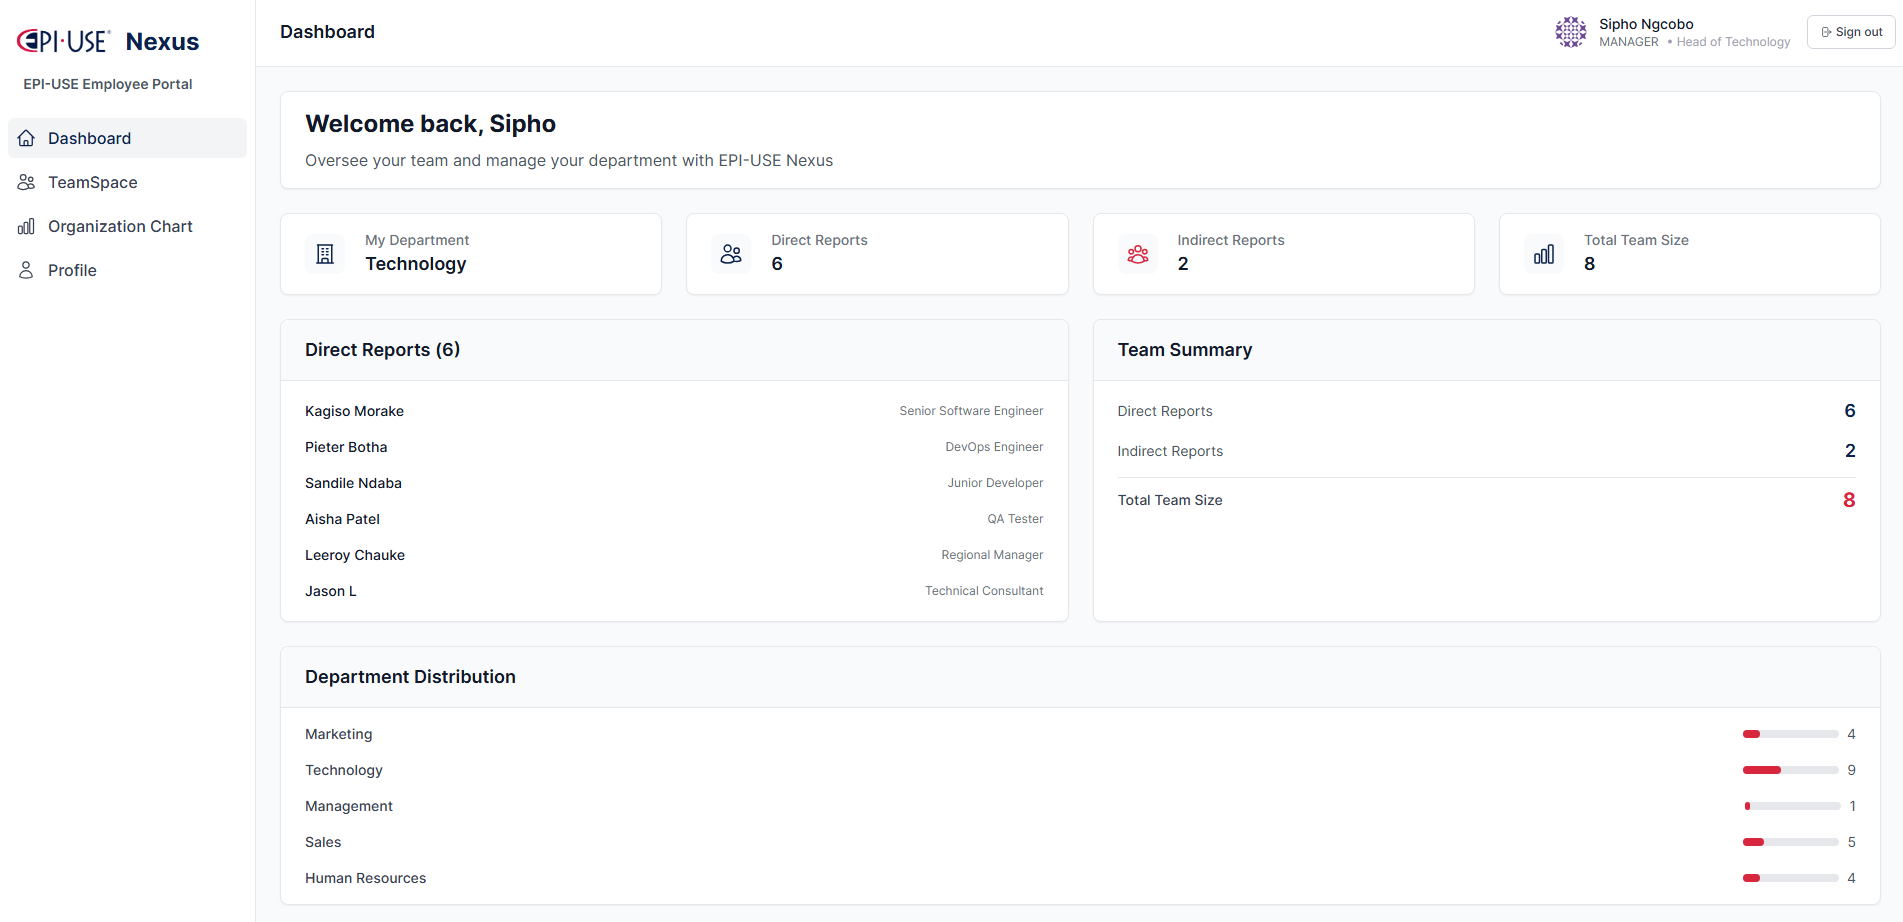 EPI·USE® Nexus
EPI-USE Employee Portal
Dashboard
TeamSpace
Organization Chart
Profile
Dashboard
Sipho Ngcobo
MANAGER • Head of Technology
Sign out
Welcome back, Sipho
Oversee your team and manage your department with EPI-USE Nexus
My Department
Technology
Direct Reports
6
Indirect Reports
2
Total Team Size
8
Direct Reports (6)
Kagiso Morake Senior Software Engineer
Pieter Botha DevOps Engineer
Sandile Ndaba Junior Developer
Aisha Patel QA Tester
Leeroy Chauke Regional Manager
Jason L Technical Consultant
Team Summary
Direct Reports 6
Indirect Reports 2
Total Team Size 8
Department Distribution
Marketing 4
Technology 9
Management 1
Sales 5
Human Resources 4